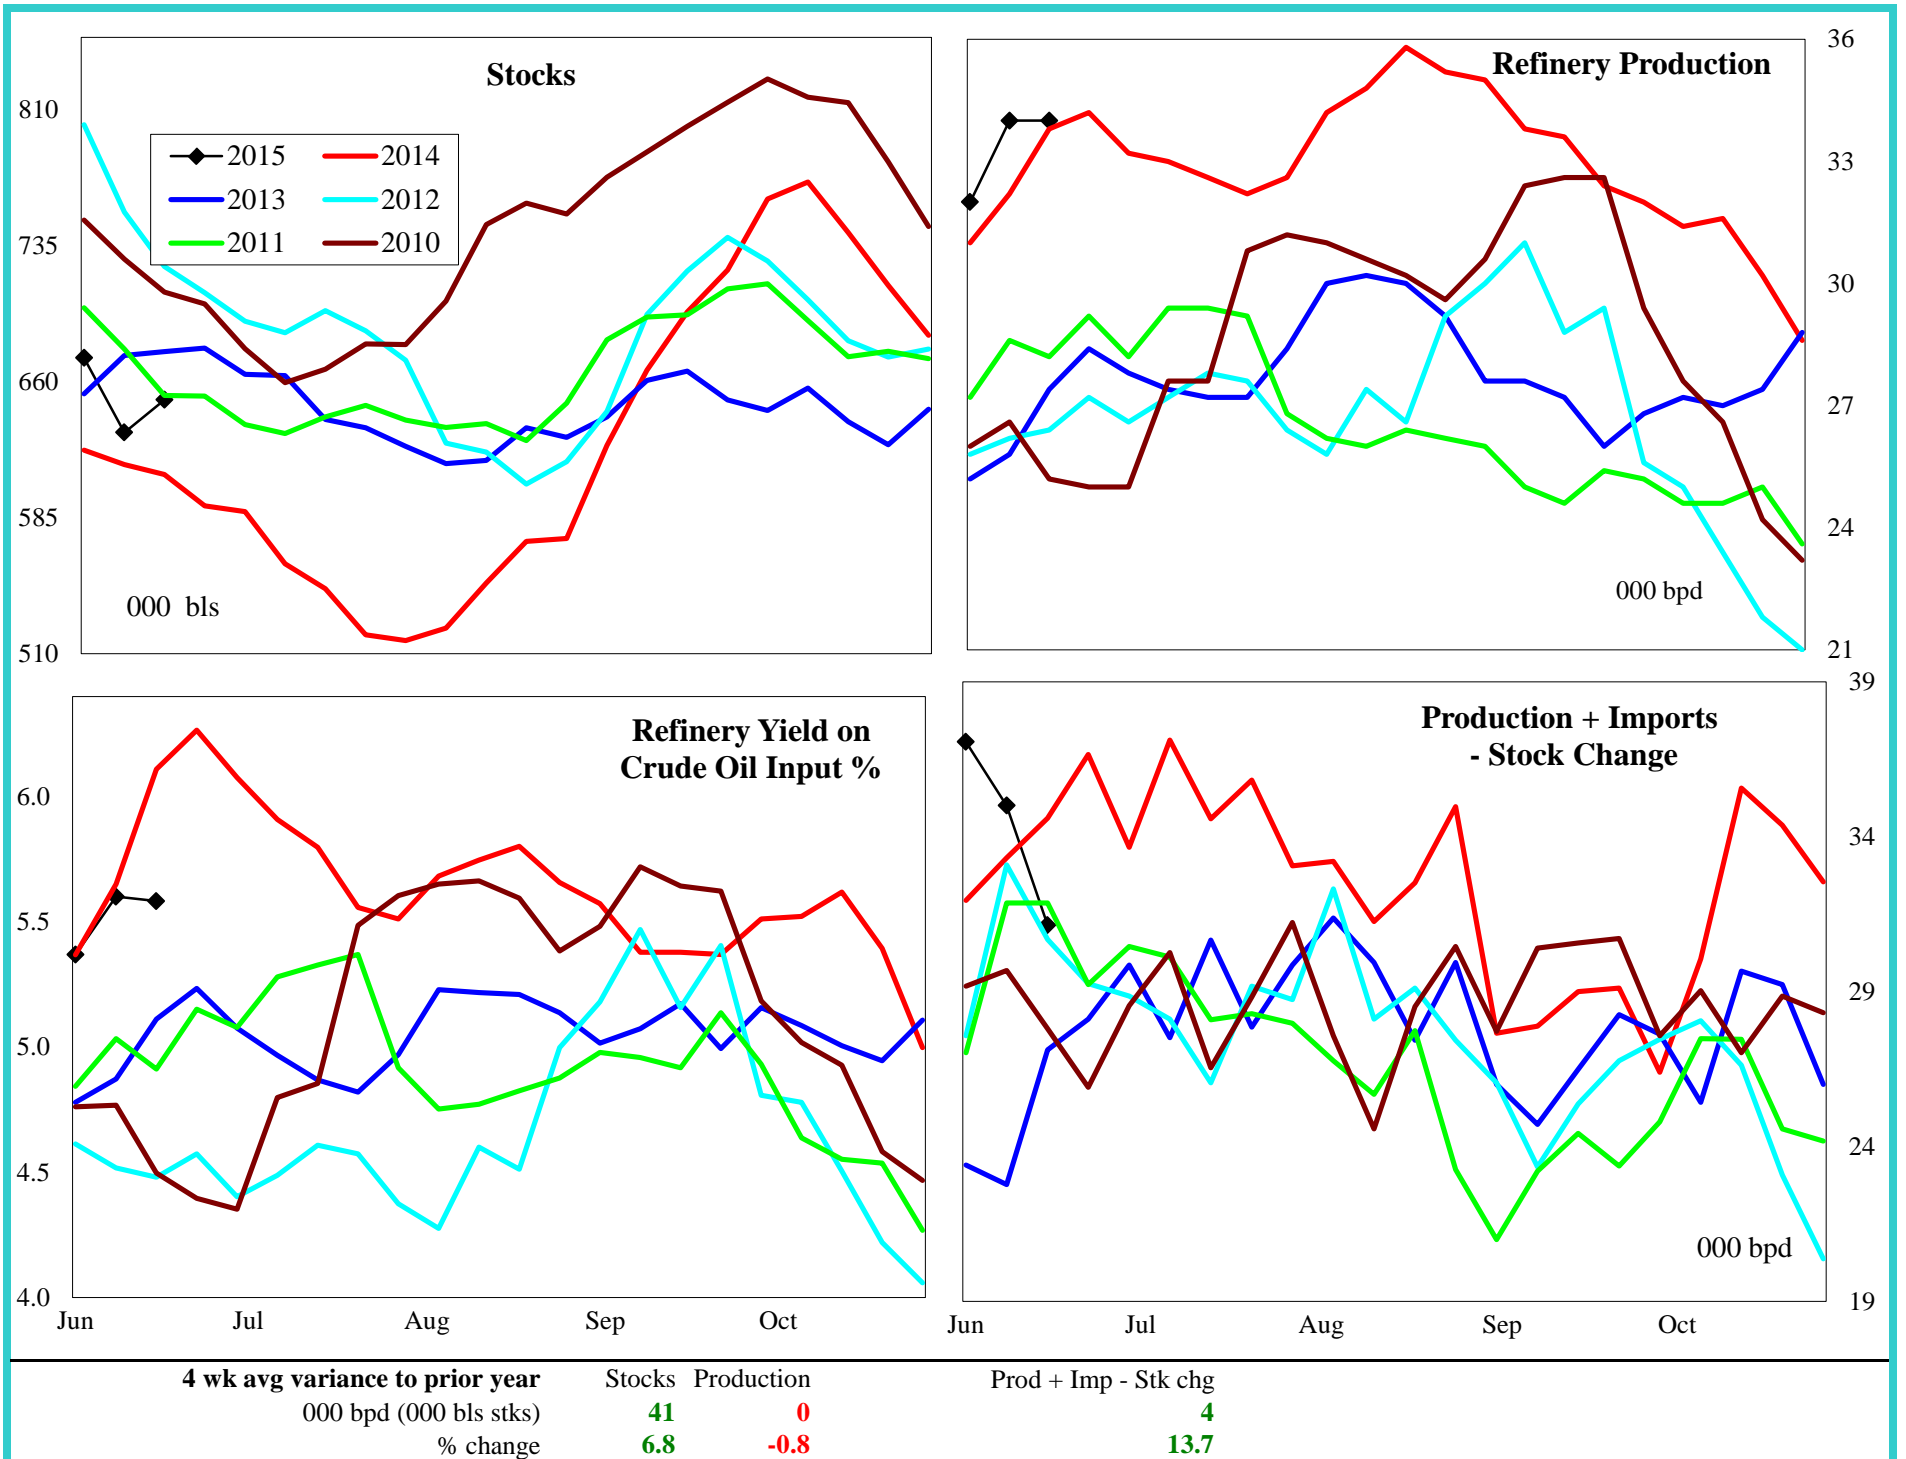 Stocks
810
735
660
585
510
2015 2014
2013 2012
2011 2010
000 bls
Refinery Production
36
33
30
27
24
21
000 bpd
Refinery Yield on
Crude Oil Input %
6.0
5.5
5.0
4.5
4.0
Jun Jul Aug Sep Oct
Production + Imports
- Stock Change
39
34
29
24
19
000 bpd
Jun Jul Aug Sep Oct
4 wk avg variance to prior year Stocks Production Prod + Imp - Stk chg
000 bpd (000 bls stks) 41 0 4
% change 6.8 -0.8 13.7